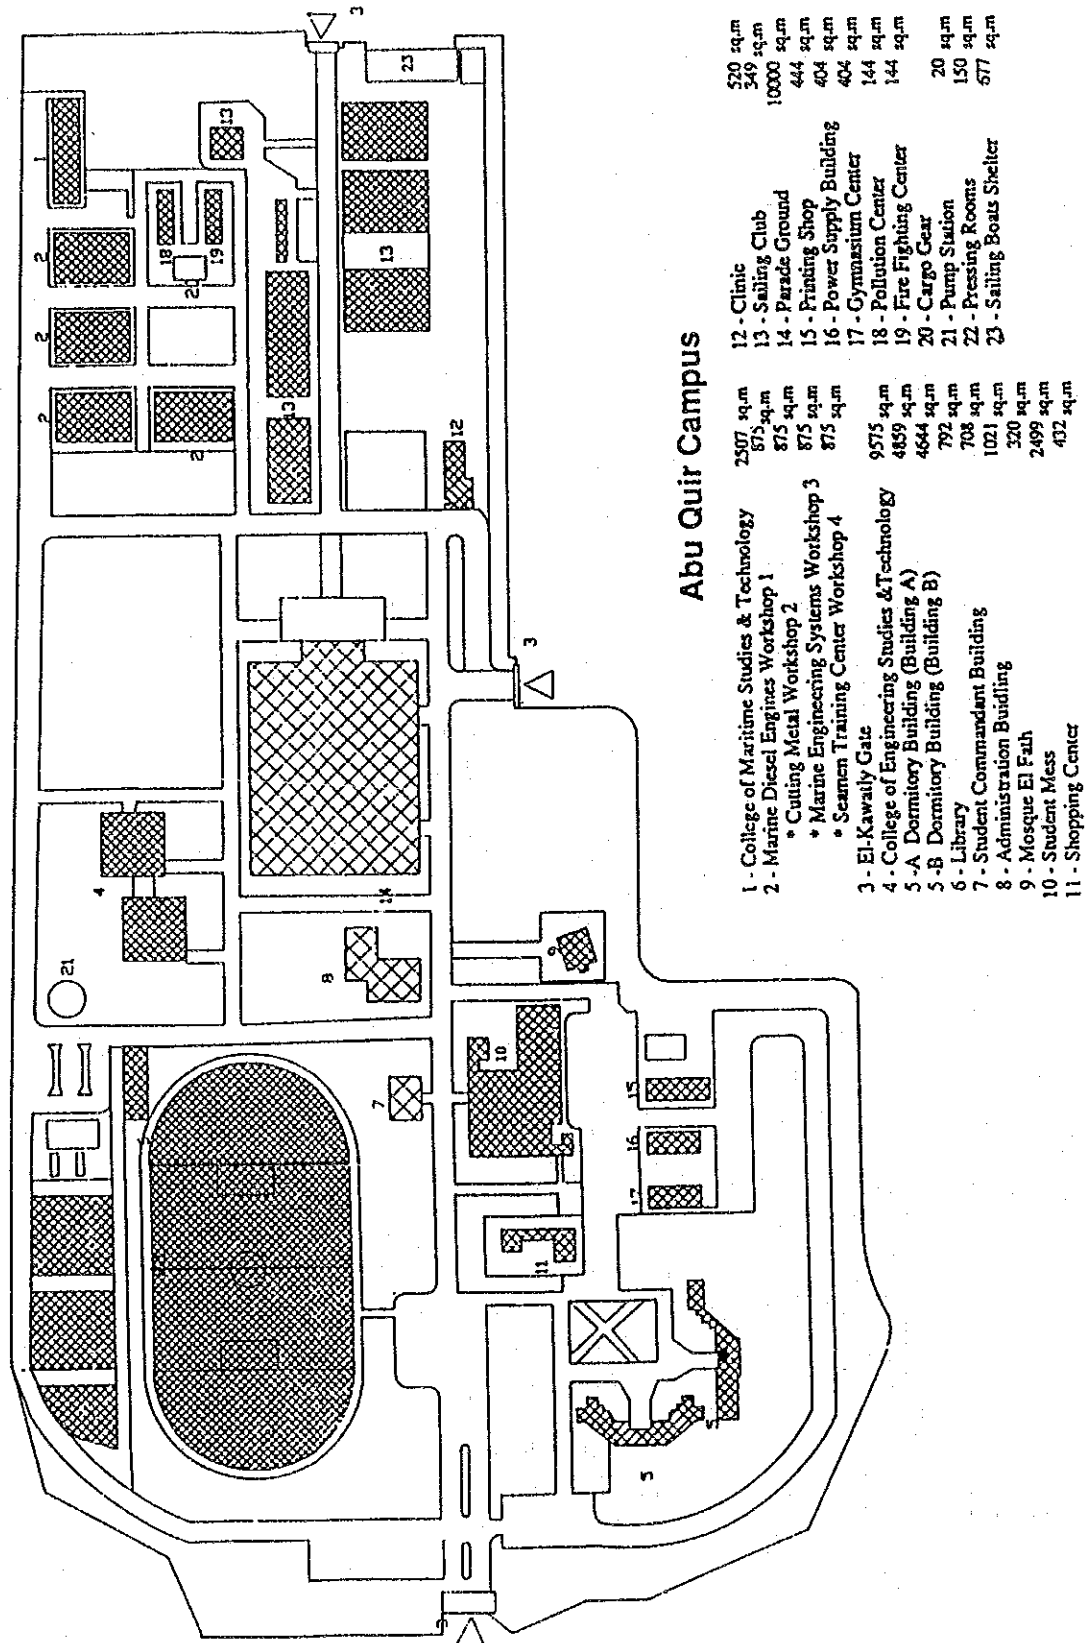 Abu Quir Campus
1 - College of Maritime Studies & Technology 2507 sq.m
2 - Marine Diesel Engines Workshop 1 875 sq.m
* Cutting Metal Workshop 2 875 sq.m
* Marine Engineering Systems Workshop 3 875 sq.m
* Seamen Training Center Workshop 4 875 sq.m
3 - El-Kawatly Gate
4 - College of Engineering Studies &Technology 9575 sq.m
5 -A Dormitory Building (Building A) 4859 sq.m
5 -B Dormitory Building (Building B) 4644 sq.m
6 - Library 792 sq.m
7 - Student Commandant Building 708 sq.m
8 - Administration Buidling 1021 sq.m
9 - Mosque El Fath 320 sq.m
10 - Student Mess 2499 sq.m
11 - Shopping Center 432 sq.m
12 - Clinic 520 sq.m
13 - Sailing Club 349 sq.m
14 - Parade Ground 10000 sq.m
15 - Printing Shop 444 sq.m
16 - Power Supply Building 404 sq.m
17 - Gymnasium Center 404 sq.m
18 - Pollution Center 144 sq.m
19 - Fire Fighting Center 144 sq.m
20 - Cargo Gear
21 - Pump Station 20 sq.m
22 - Pressing Rooms 150 sq.m
23 - Sailing Boats Shelter 677 sq.m
3
23
1
13
2
18
19
20
2
13
2
2
13
12
3
4
14
21
8
9
10
7
15
16
17
11
5
5
3